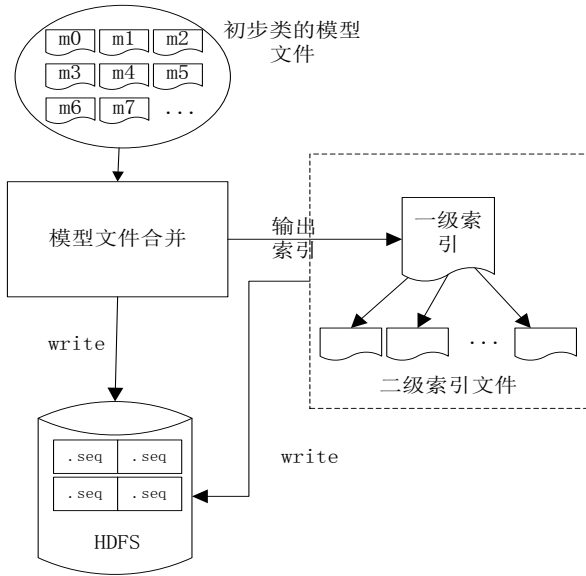 初步类的模型
文件
m0 m1 m2
m3 m4 m5
m6 m7 ...
模型文件合并
输出
索引
一级索
引
...
二级索引文件
write
write
.seq .seq
.seq .seq
HDFS